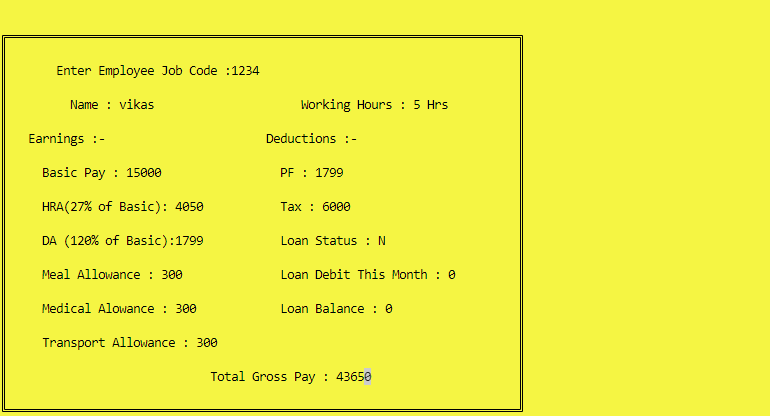 Enter Employee Job Code :1234
Name : vikas Working Hours : 5 Hrs
Earnings :- Deductions :-
Basic Pay : 15000 PF : 1799
HRA(27% of Basic): 4050 Tax : 6000
DA (120% of Basic):1799 Loan Status : N
Meal Allowance : 300 Loan Debit This Month : 0
Medical Alowance : 300 Loan Balance : 0
Transport Allowance : 300
Total Gross Pay : 43650